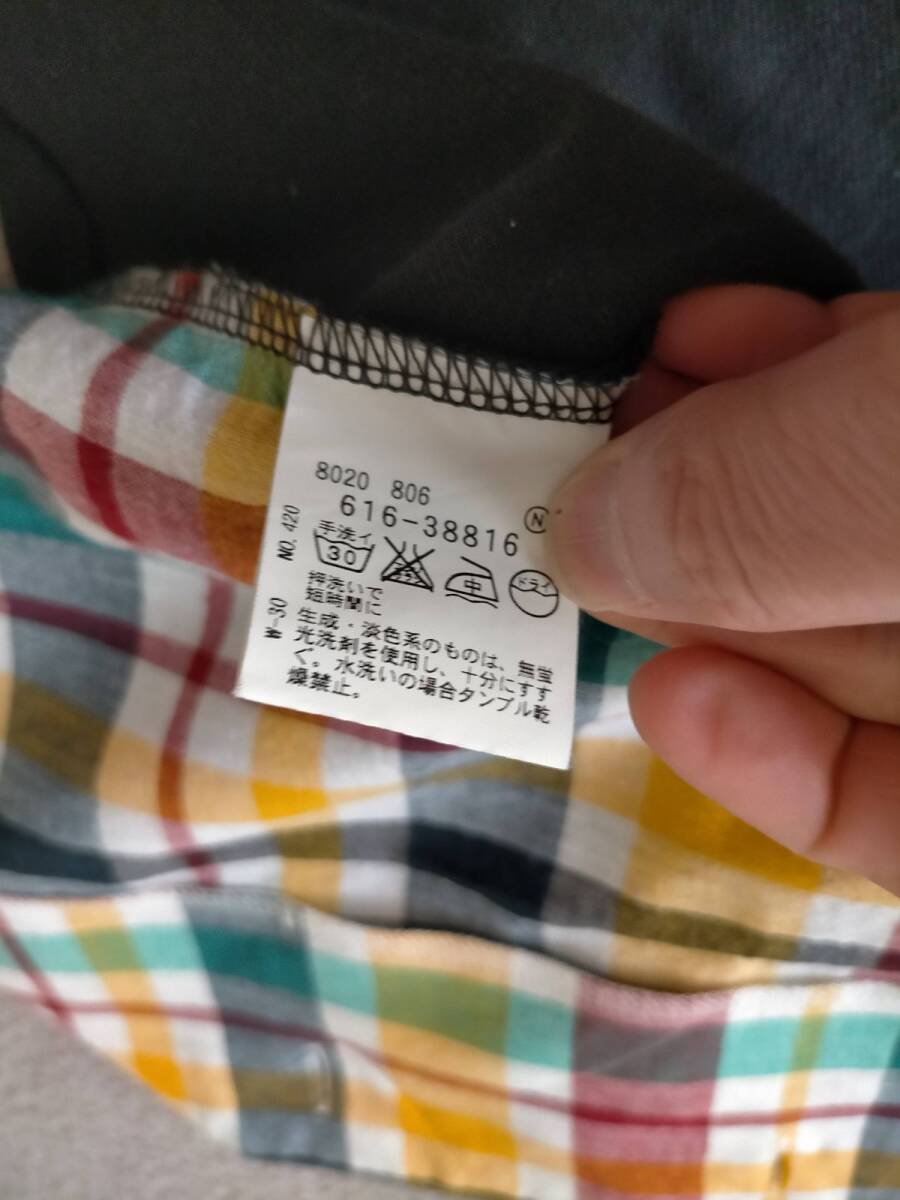 8020 806
616-38816 N
NO. 420
手洗イ
30
中
ドライ
押洗いで
短時間に
W-30
生成・淡色系のものは、無蛍
光洗剤を使用し、十分にすす
ぐ。水洗いの場合タンブル乾
燥禁止。